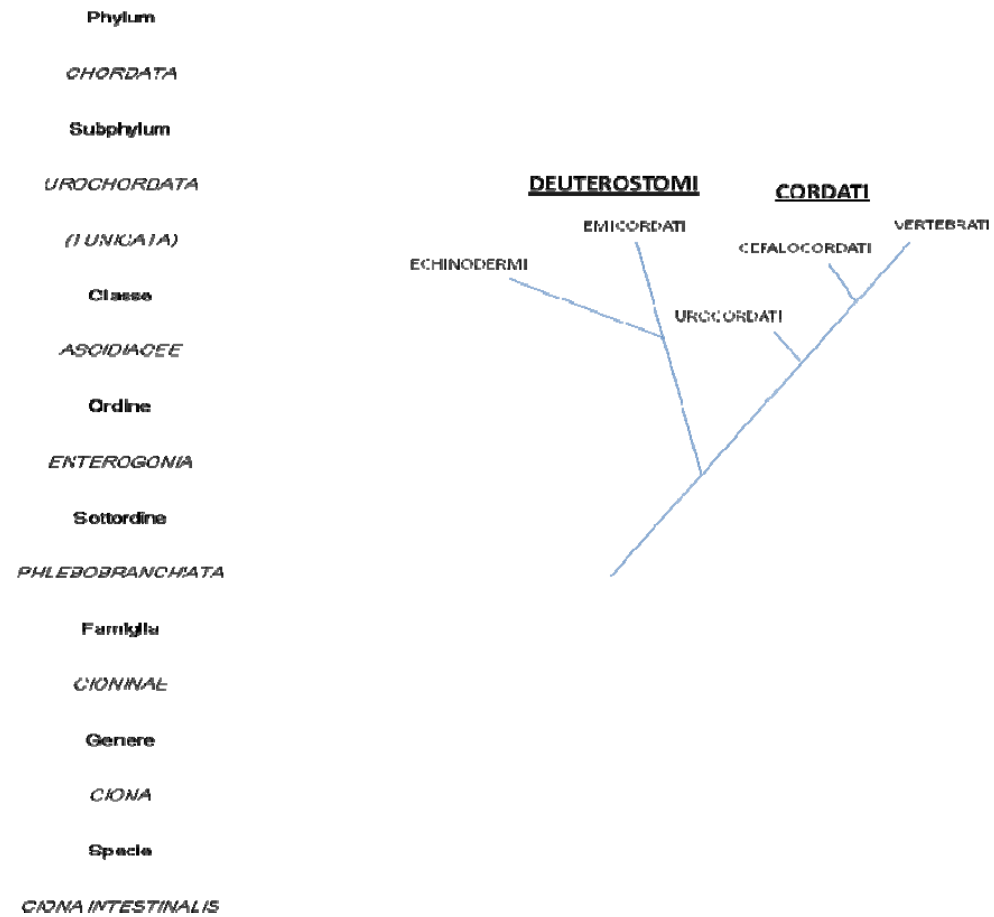 Phylum
CHORDATA
Subphylum
UROCHORDATA
(TUNICATA)
Classe
ASCIDIACEE
Ordine
ENTEROGONIA
Sottordine
PHLEBOBRANCHIATA
Famiglia
CIONINAE
Genere
CIONA
Specie
CIONA INTESTINALIS
DEUTEROSTOMI
CORDATI
EMICORDATI
VERTEBRATI
CEFALOCORDATI
ECHINODERMI
UROCORDATI